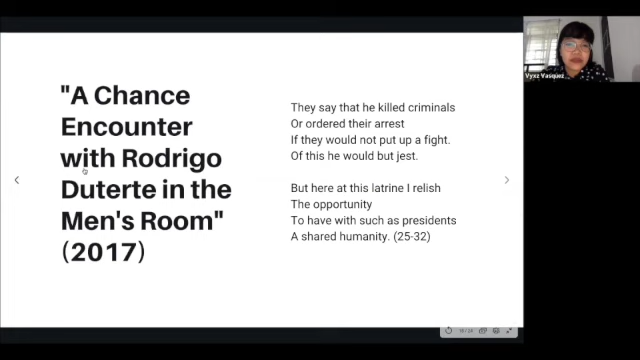 "A Chance
Encounter
with Rodrigo
Duterte in the
Men's Room"
(2017)
They say that he killed criminals
Or ordered their arrest
If they would not put up a fight.
Of this he would but jest.
But here at this latrine I relish
The opportunity
To have with such as presidents
A shared humanity. (25-32)
Vyxz Vasquez